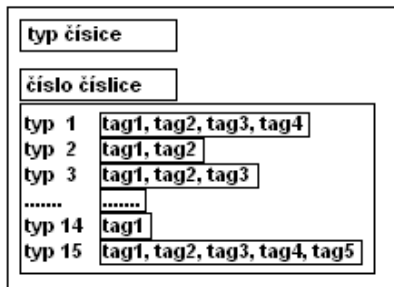 typ čísice
číslo číslice
typ 1 tag1, tag2, tag3, tag4
typ 2 tag1, tag2
typ 3 tag1, tag2, tag3
....... .......
typ 14 tag1
typ 15 tag1, tag2, tag3, tag4, tag5